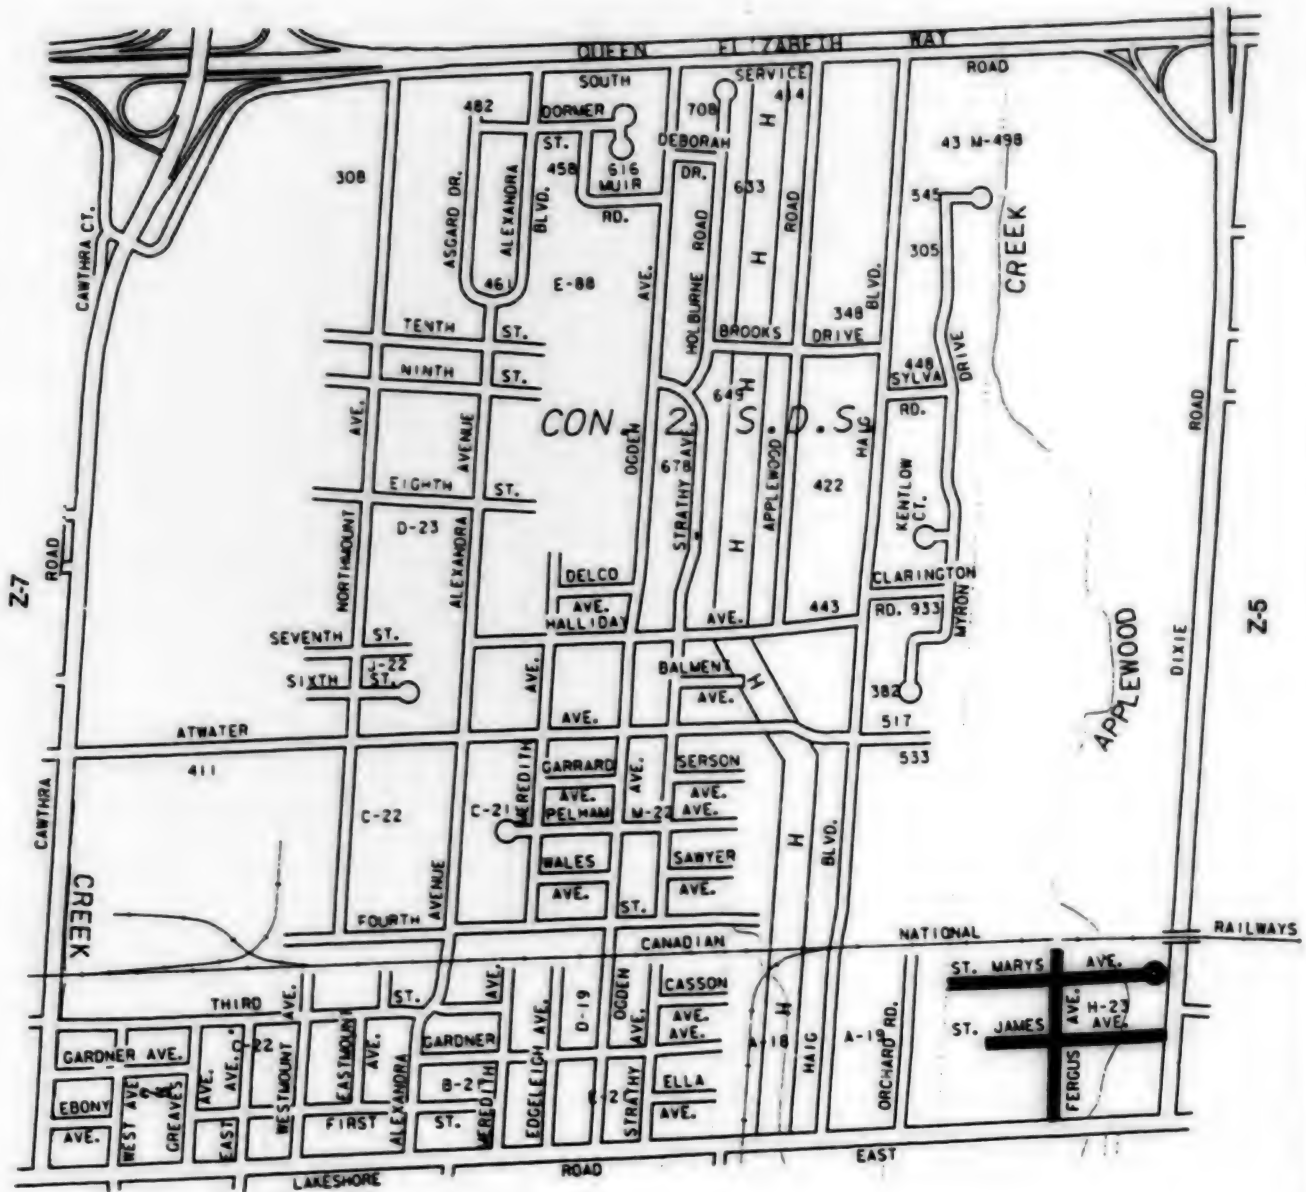 QUEEN ELIZABETH WAY
SOUTH SERVICE ROAD
482
DORMER ST.
708
434
DEBORAH DR.
43 M-498
308
458
616
MUIR RD.
633
545
CAWTHRA CT.
ASGARD DR.
ALEXANDRA BLVD.
HOLBURNE ROAD
ROAD
305
CREEK
461
E-88
AVE.
348
BLVD.
TENTH ST.
BROOKS DRIVE
NINTH ST.
448
SYLVA RD.
DRIVE
649
H
CON. 2 S. D. S.
AVE.
AVENUE
OGDEN
STRATHY AVE.
678
APPLEWOOD
HAIG
422
ROAD
EIGHTH ST.
KENTLOW CT.
D-23
NORTHMOUNT
ALEXANDRA
Z-7
ROAD
DELCO AVE.
CLARINGTON RD.
933
443
HALLIDAY AVE.
MYRON
Z-5
SEVENTH ST.
J-22
SIXTH ST.
AVE.
BALMENT AVE.
H
382
DIXIE
APPLEWOOD
ATWATER AVE.
517
533
411
CAWTHRA
MEREDITH
GARRARD AVE.
AVE.
SERSON AVE.
C-22
C-21
PELHAM
M-22
AVE.
WALES AVE.
SAWYER AVE.
H
BLVD.
CREEK
AVENUE
FOURTH ST.
CANADIAN NATIONAL RAILWAYS
THIRD ST.
AVE.
AVE.
D-19
OGDEN
CASSON AVE.
ST. MARYS AVE.
H-23
ST. JAMES AVE.
AVE.
FERGUS
GARDNER AVE.
EASTMOUNT AVE.
GARDNER
AVE.
A-18
H
HAIG
A-19
ORCHARD RD.
EBONY AVE.
WEST AVE.
GREAVES AVE.
EAST AVE.
WESTMOUNT
ALEXANDRA
MEREDITH
EDGELEIGH AVE.
STRATHY AVE.
ELLA AVE.
FIRST ST.
LAKESHORE ROAD EAST